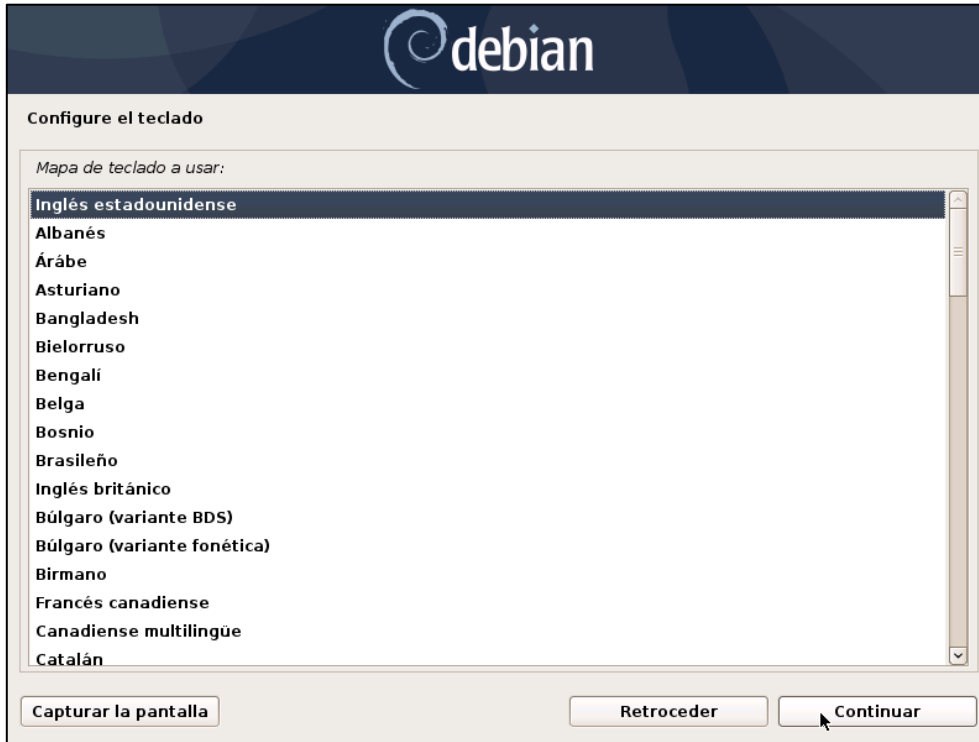 debian
Configure el teclado
Mapa de teclado a usar:
Inglés estadounidense
Albanés
Árábe
Asturiano
Bangladesh
Bielorruso
Bengalí
Belga
Bosnio
Brasileño
Inglés británico
Búlgaro (variante BDS)
Búlgaro (variante fonética)
Birmano
Francés canadiense
Canadiense multilingüe
Catalán
Capturar la pantalla
Retroceder
Continuar